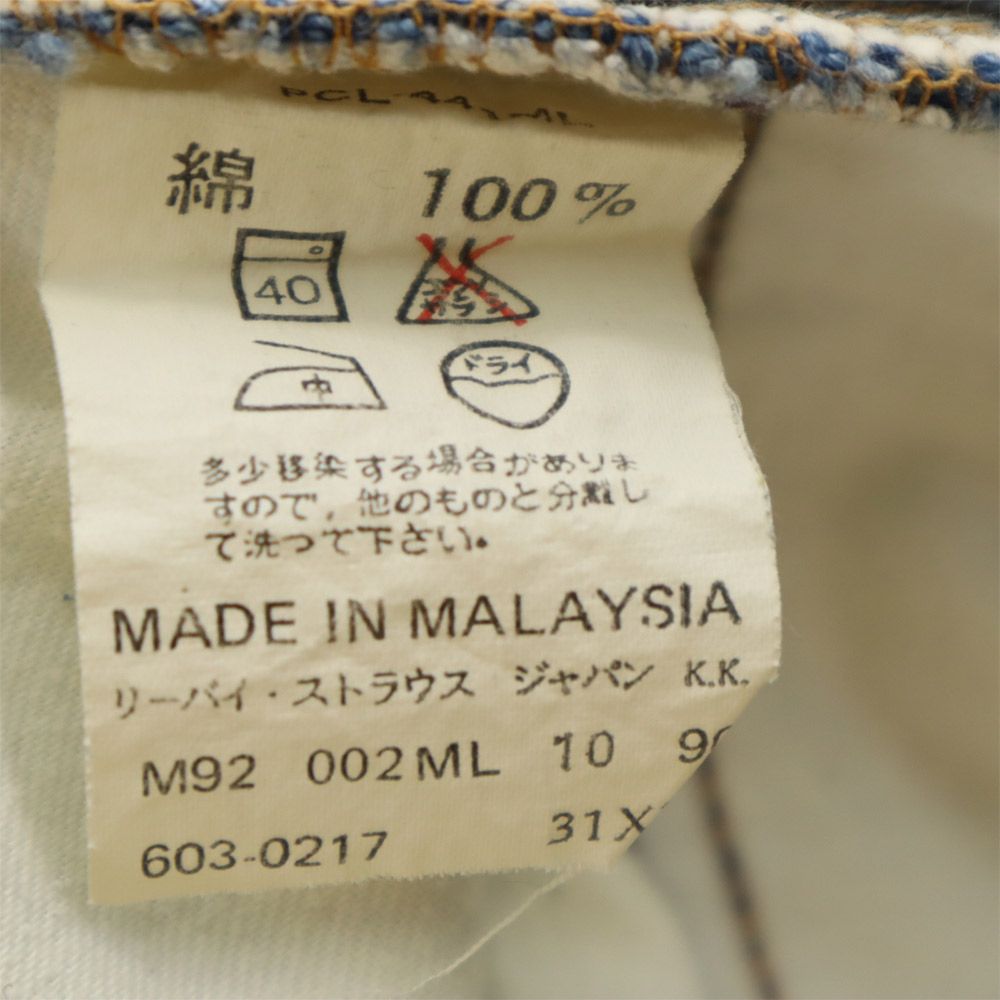 綿 100%
40
中
ドライ
多少移染する場合がありま
すので，他のものと分離し
て洗つて下さい。
MADE IN MALAYSIA
リーバイ・ストラウス ジャパン K.K.
M92 002ML 10
603-0217 31X